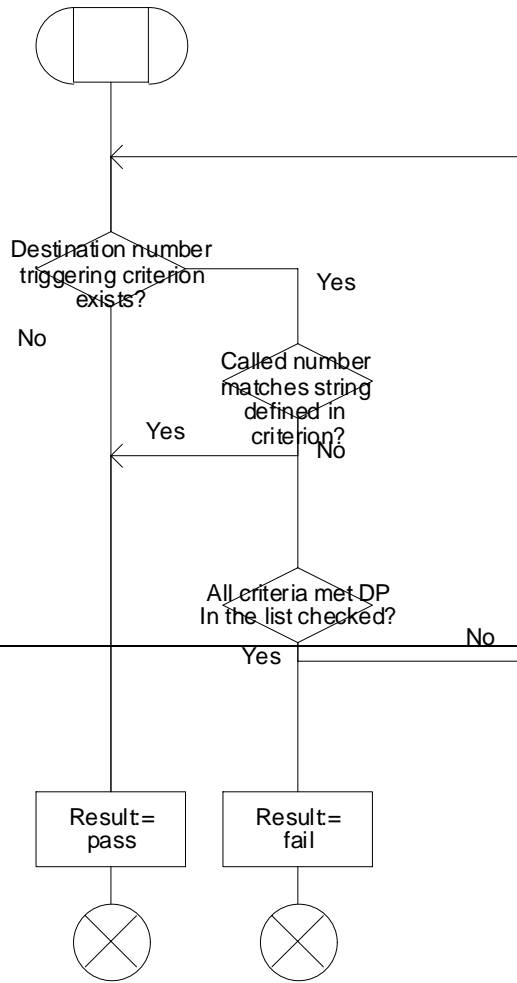 Destination number
triggering criterion
exists?
Yes
No
Called number
matches string
defined in
criterion?
Yes
No
All criteria met DP
In the list checked?
No
Yes
Result:=
pass
Result:=
fail